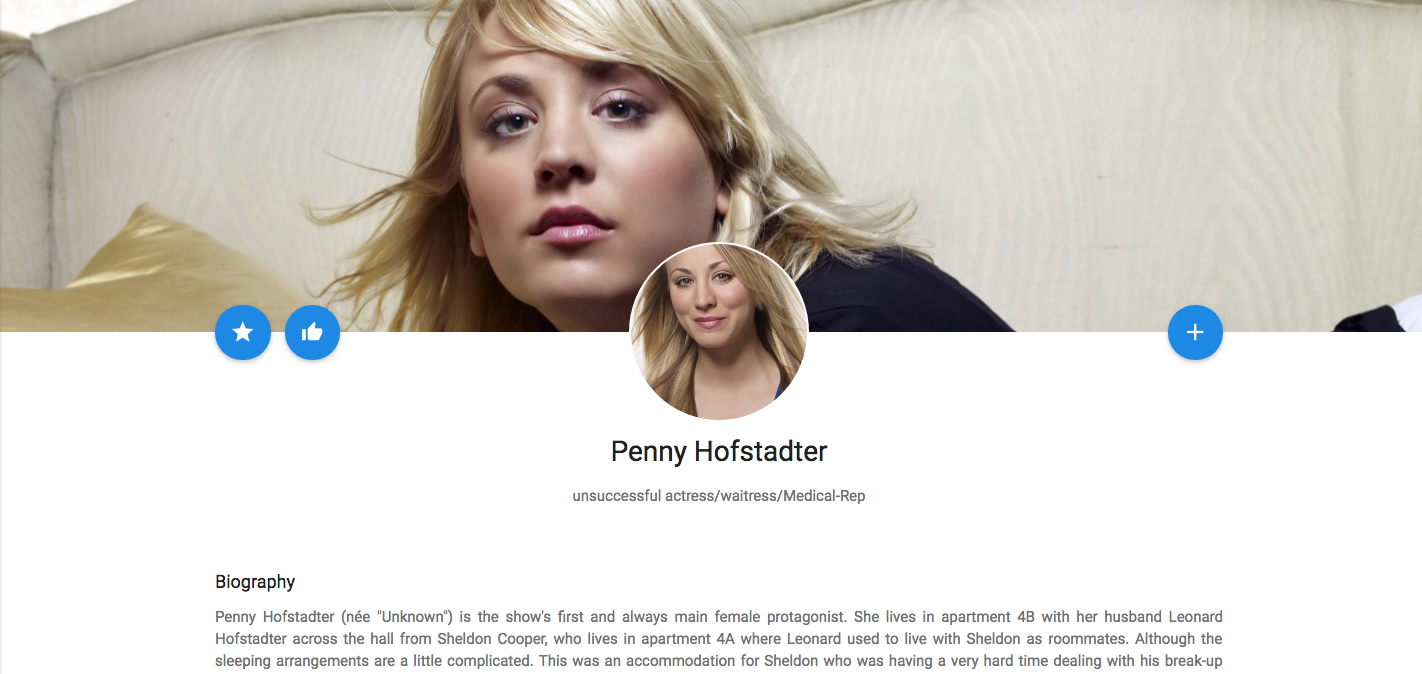 Penny Hofstadter
unsuccessful actress/waitress/Medical-Rep
Biography
Penny Hofstadter (née "Unknown") is the show's first and always main female protagonist. She lives in apartment 4B with her husband Leonard
Hofstadter across the hall from Sheldon Cooper, who lives in apartment 4A where Leonard used to live with Sheldon as roommates. Although the
sleeping arrangements are a little complicated. This was an accommodation for Sheldon who was having a very hard time dealing with his break-up